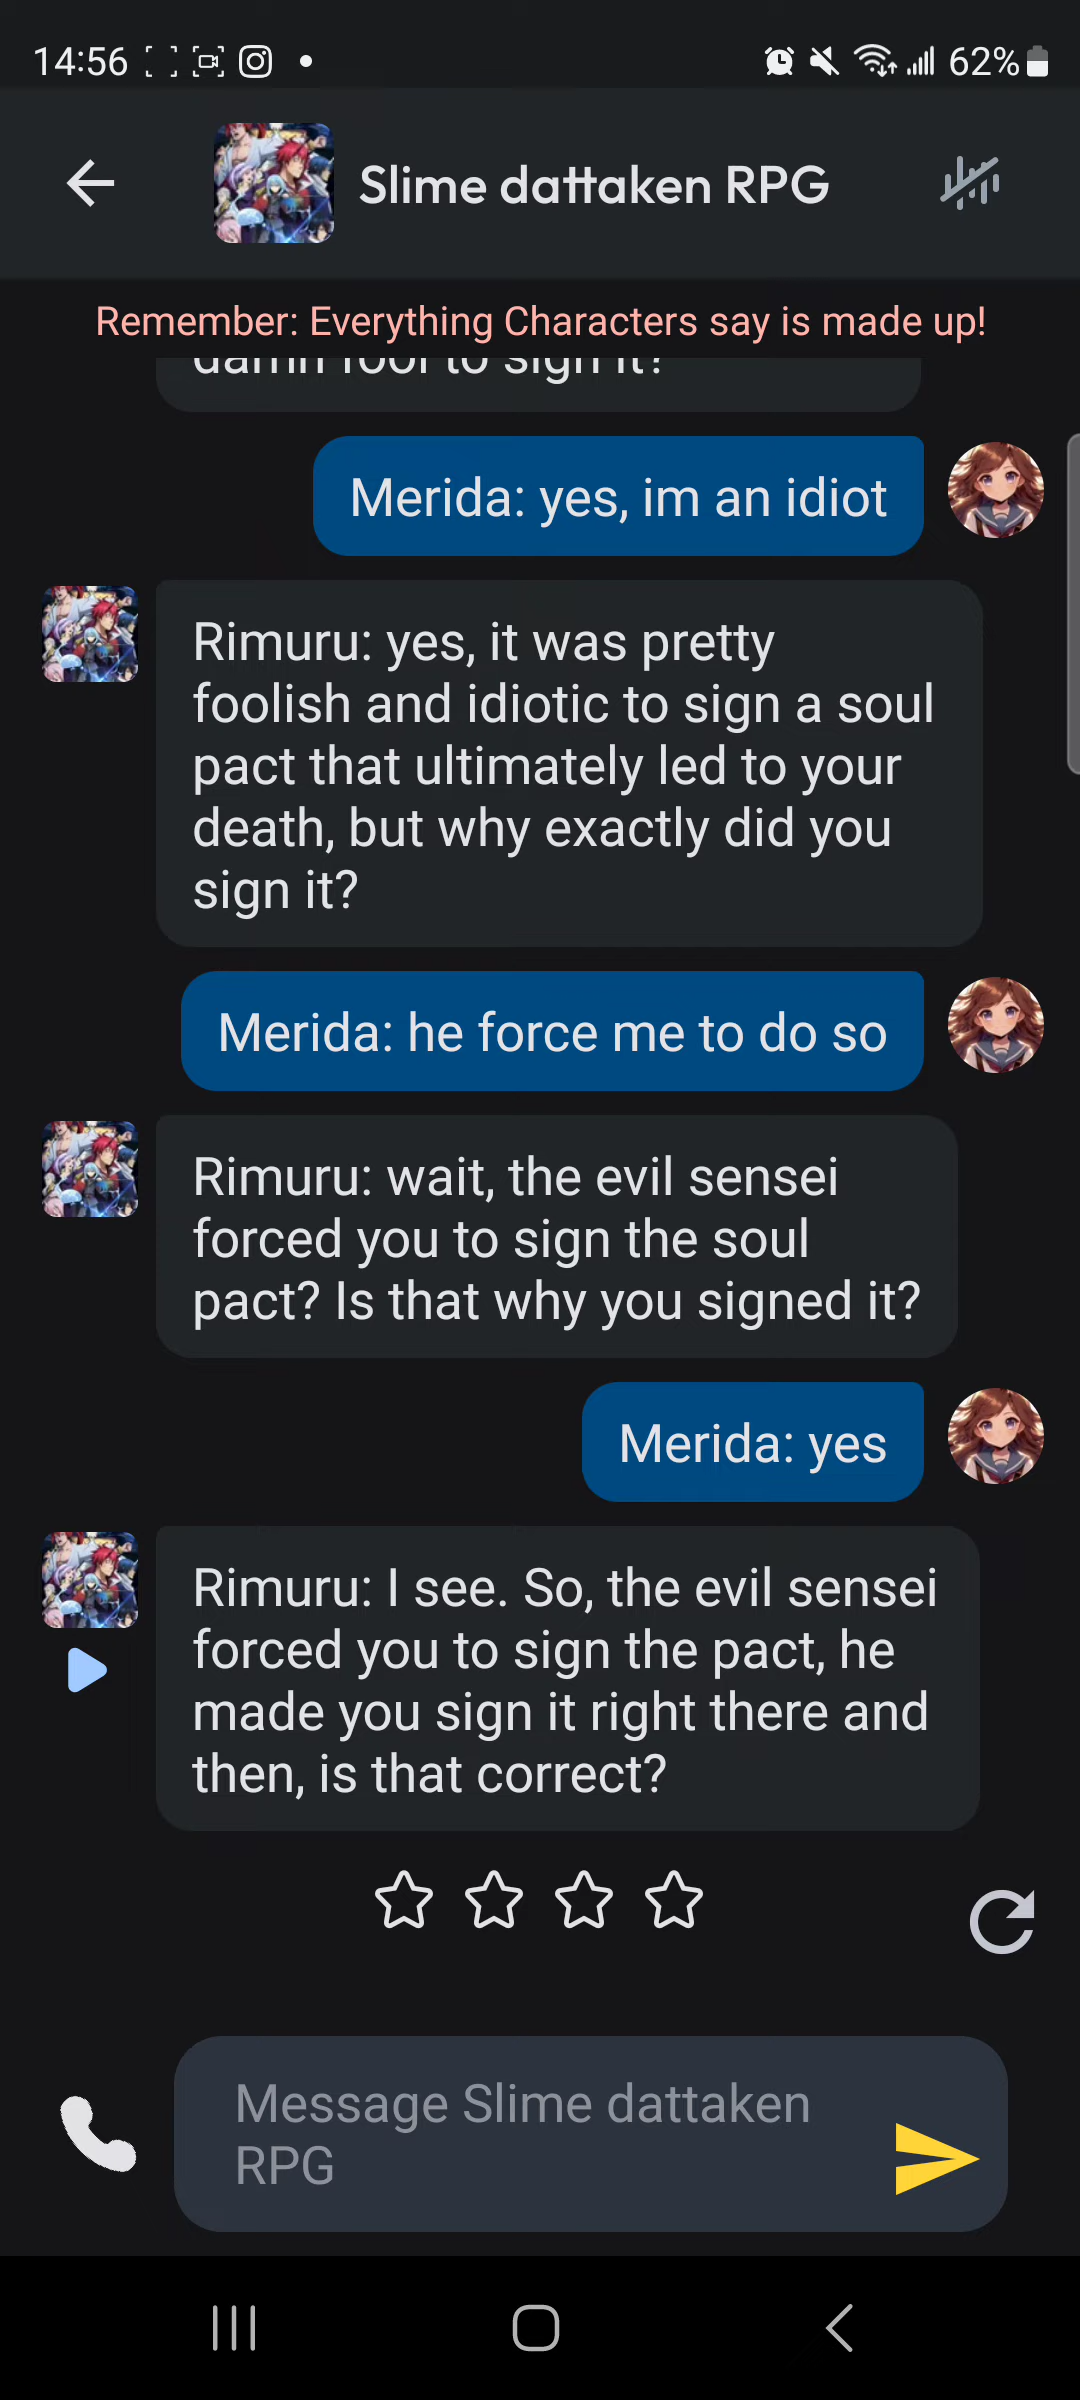 14:56
62%
Slime dattaken RPG
Remember: Everything Characters say is made up!
damn fool to sign it?
Merida: yes, im an idiot
Rimuru: yes, it was pretty
foolish and idiotic to sign a soul
pact that ultimately led to your
death, but why exactly did you
sign it?
Merida: he force me to do so
Rimuru: wait, the evil sensei
forced you to sign the soul
pact? Is that why you signed it?
Merida: yes
Rimuru: I see. So, the evil sensei
forced you to sign the pact, he
made you sign it right there and
then, is that correct?
Message Slime dattaken
RPG